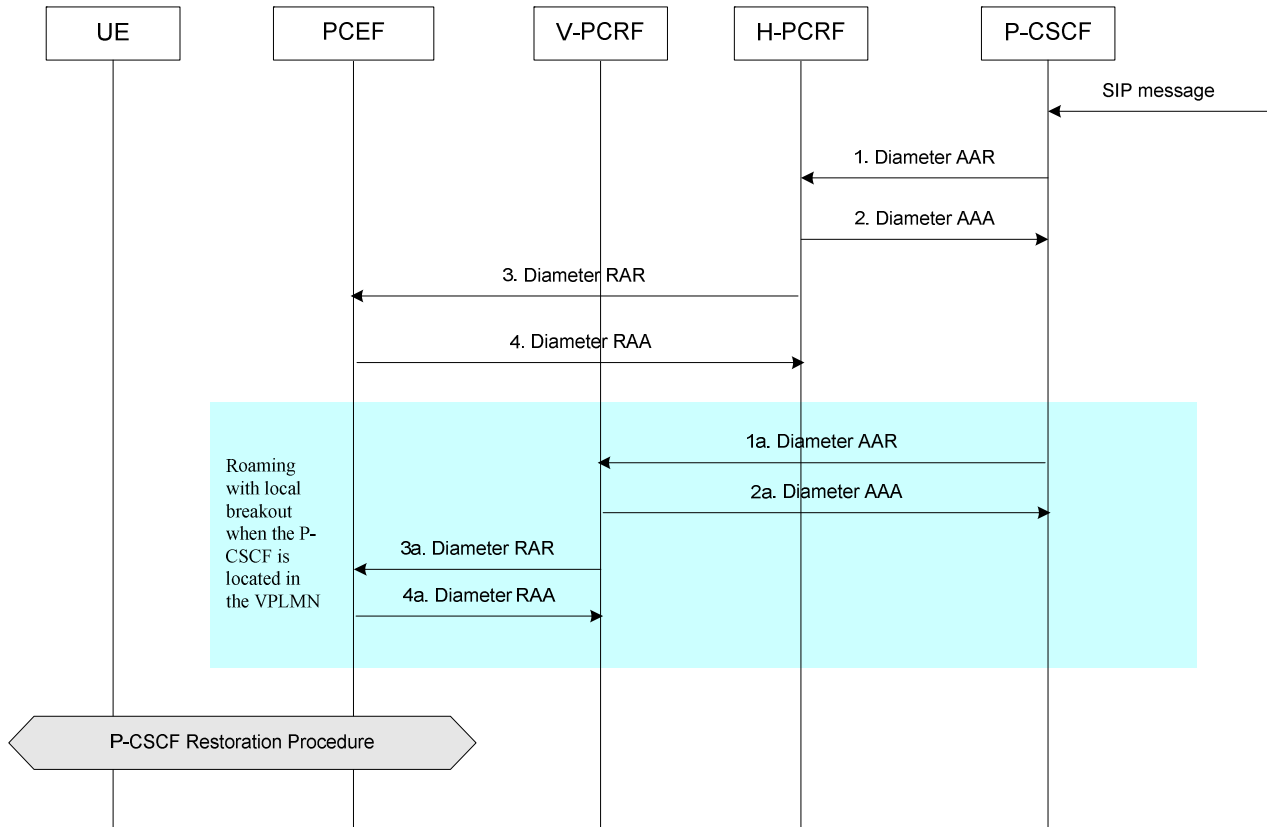 UE
PCEF
V-PCRF
H-PCRF
P-CSCF
SIP message
1. Diameter AAR
2. Diameter AAA
3. Diameter RAR
4. Diameter RAA
1a. Diameter AAR
Roaming
with local
breakout
when the P-
CSCF is
located in
the VPLMN
2a. Diameter AAA
3a. Diameter RAR
4a. Diameter RAA
P-CSCF Restoration Procedure